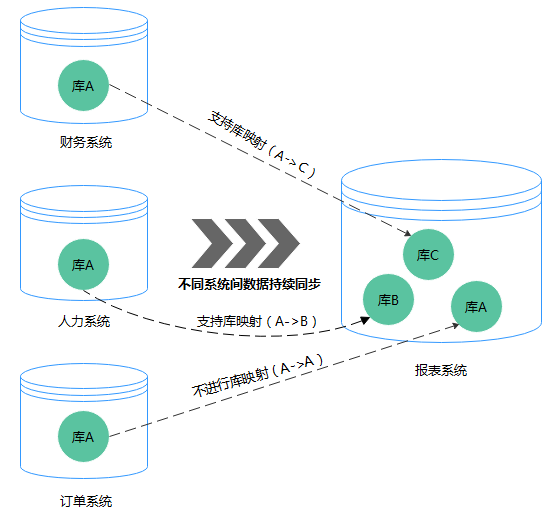 库A
财务系统
支持库映射（A->C）
库A
人力系统
不同系统间数据持续同步
支持库映射（A->B）
库C
库B
库A
报表系统
不进行库映射（A->A）
库A
订单系统